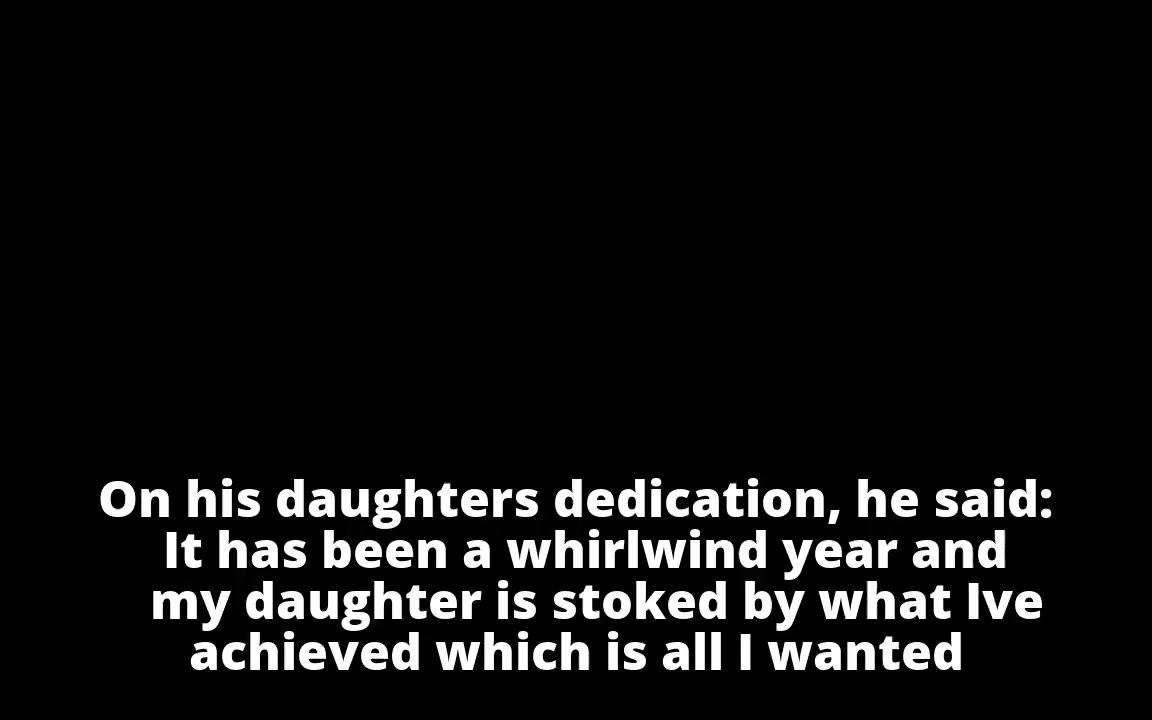 On his daughters dedication, he said:
It has been a whirlwind year and
my daughter is stoked by what Ive
achieved which is all I wanted